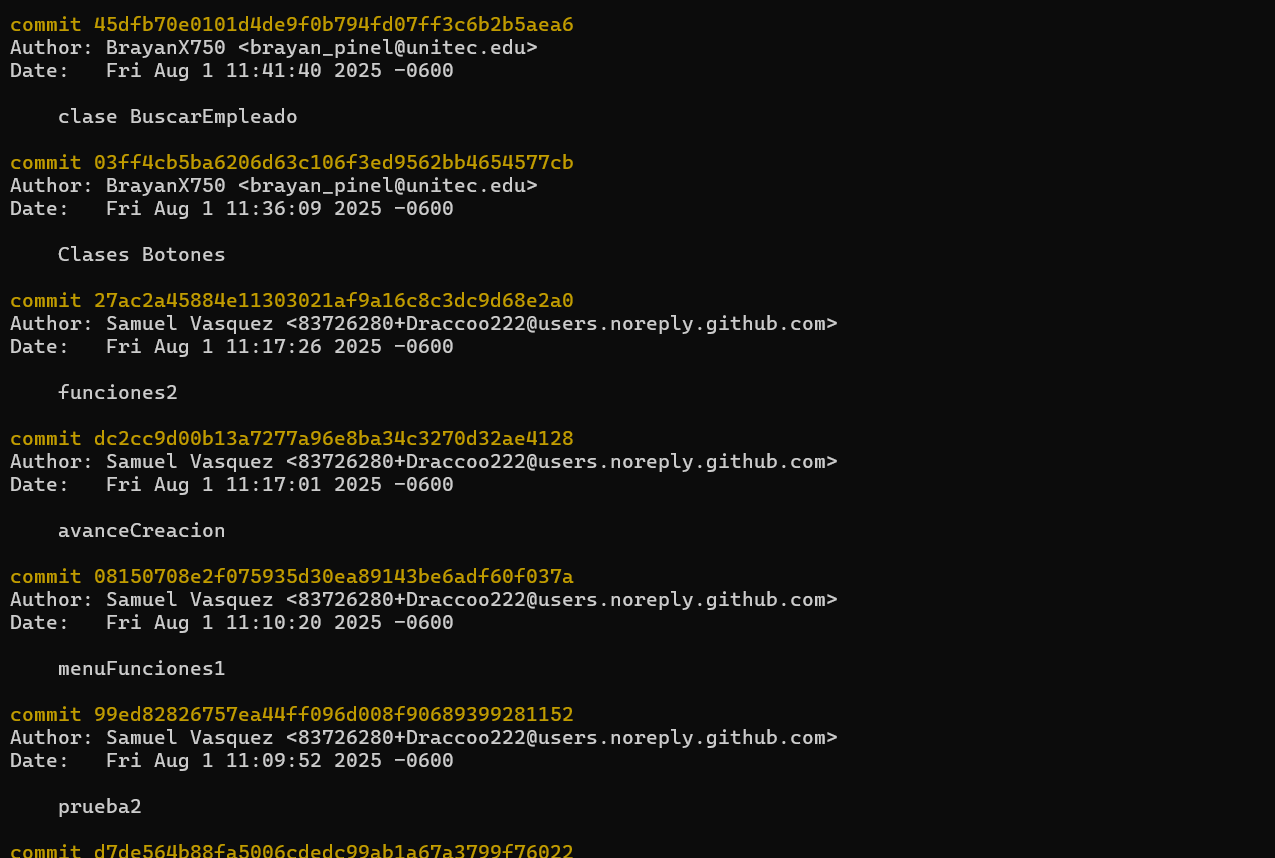 commit 45dfb70e0101d4de9f0b794fd07ff3c6b2b5aea6
Author: BrayanX750 <brayan_pinel@unitec.edu>
Date:   Fri Aug 1 11:41:40 2025 -0600
    clase BuscarEmpleado
commit 03ff4cb5ba6206d63c106f3ed9562bb4654577cb
Author: BrayanX750 <brayan_pinel@unitec.edu>
Date:   Fri Aug 1 11:36:09 2025 -0600
    Clases Botones
commit 27ac2a45884e11303021af9a16c8c3dc9d68e2a0
Author: Samuel Vasquez <83726280+Draccoo222@users.noreply.github.com>
Date:   Fri Aug 1 11:17:26 2025 -0600
    funciones2
commit dc2cc9d00b13a7277a96e8ba34c3270d32ae4128
Author: Samuel Vasquez <83726280+Draccoo222@users.noreply.github.com>
Date:   Fri Aug 1 11:17:01 2025 -0600
    avanceCreacion
commit 08150708e2f075935d30ea89143be6adf60f037a
Author: Samuel Vasquez <83726280+Draccoo222@users.noreply.github.com>
Date:   Fri Aug 1 11:10:20 2025 -0600
    menuFunciones1
commit 99ed82826757ea44ff096d008f90689399281152
Author: Samuel Vasquez <83726280+Draccoo222@users.noreply.github.com>
Date:   Fri Aug 1 11:09:52 2025 -0600
    prueba2
commit d7de564b88fa5006cdedc99ab1a67a3799f76022